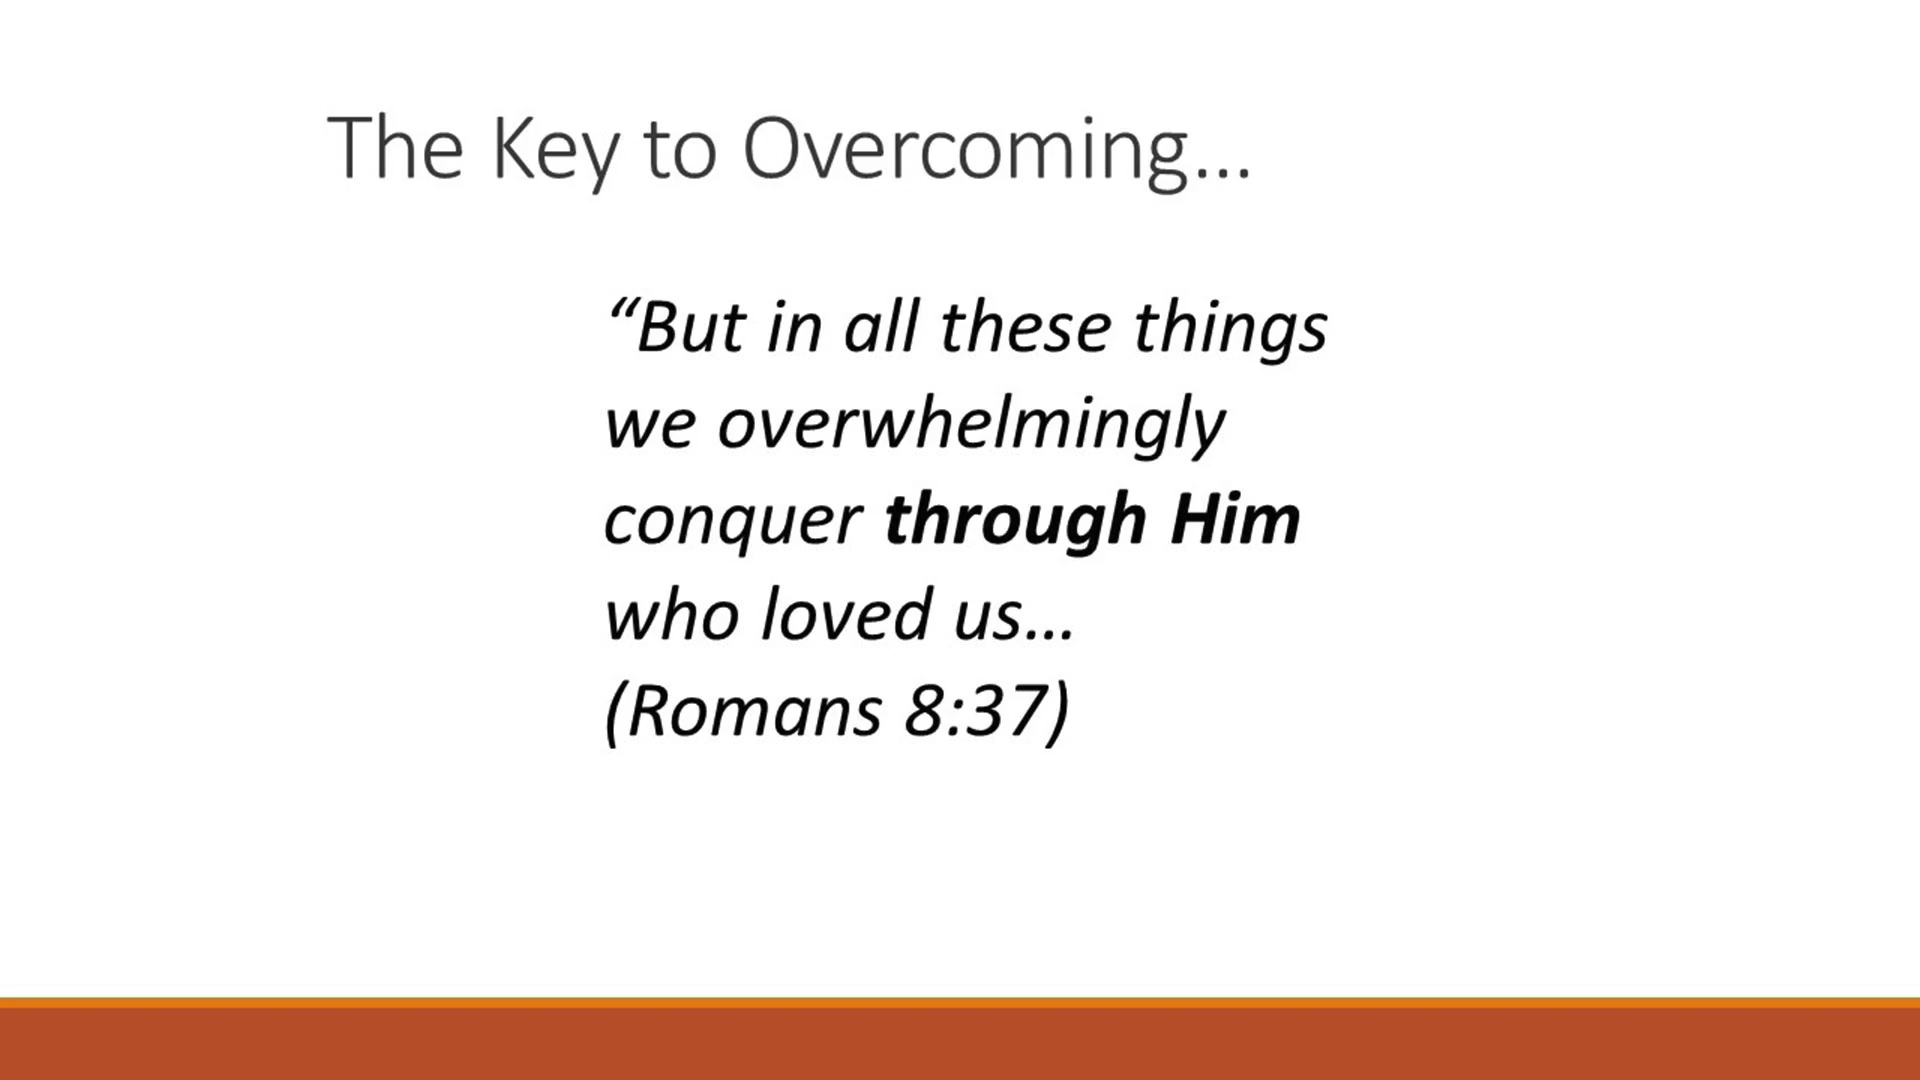 The Key to Overcoming...
“But in all these things
we overwhelmingly
conquer through Him
who loved us...
(Romans 8:37)